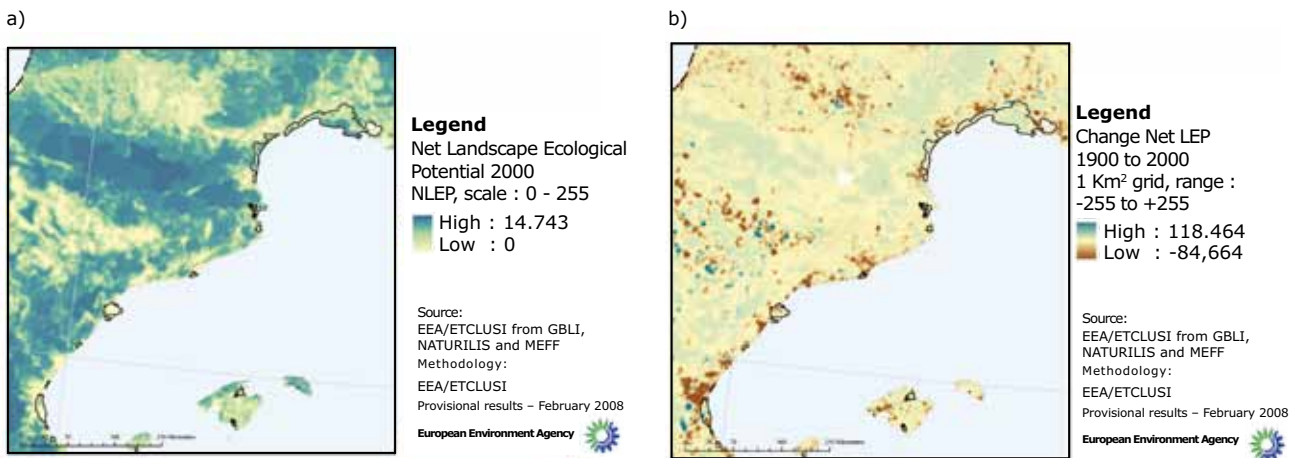 a)
Legend
Net Landscape Ecological
Potential 2000
NLEP, scale : 0 - 255
High : 14.743
Low : 0
Source:
EEA/ETCLUSI from GBLI,
NATURILIS and MEFF
Methodology:
EEA/ETCLUSI
Provisional results – February 2008
European Environment Agency
b)
Legend
Change Net LEP
1900 to 2000
1 Km² grid, range :
-255 to +255
High : 118.464
Low : -84,664
Source:
EEA/ETCLUSI from GBLI,
NATURILIS and MEFF
Methodology:
EEA/ETCLUSI
Provisional results – February 2008
European Environment Agency